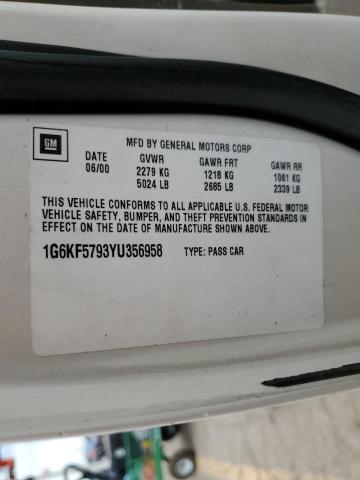 GM
MFD BY GENERAL MOTORS CORP
DATE GVWR GAWR FRT GAWR RR
06/00 2279 KG 1218 KG 1061 KG
5024 LB 2685 LB 2339 LB
THIS VEHICLE CONFORMS TO ALL APPLICABLE U.S. FEDERAL MOTOR
VEHICLE SAFETY, BUMPER, AND THEFT PREVENTION STANDARDS IN
EFFECT ON THE DATE OF MANUFACTURE SHOWN ABOVE.
1G6KF5793YU356958 TYPE: PASS CAR